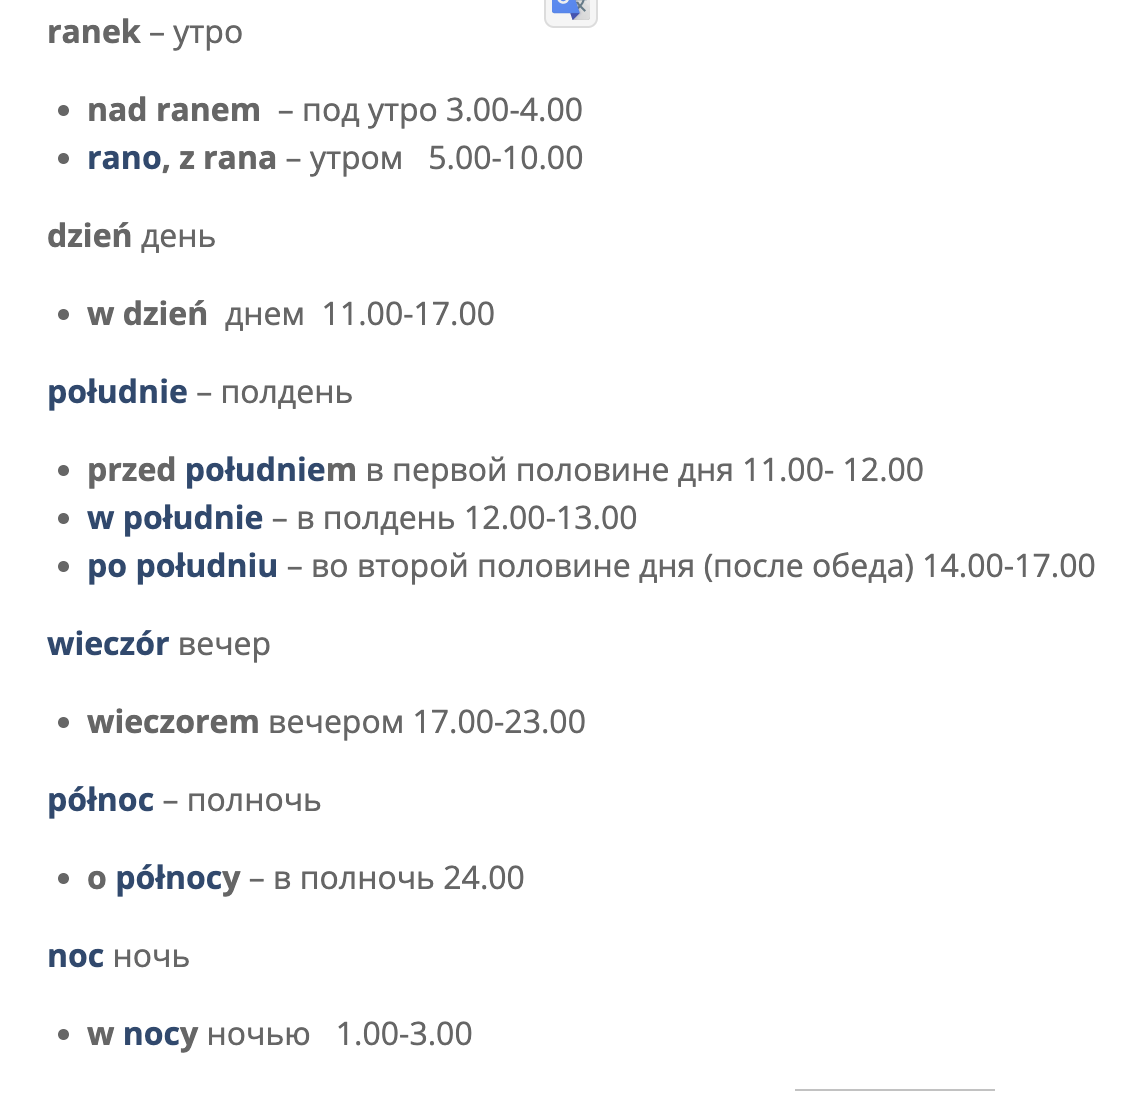 ranek – утро
• nad ranem – под утро 3.00-4.00
• rano, z rana – утром 5.00-10.00
dzień день
• w dzień днем 11.00-17.00
południe – полдень
• przed południem в первой половине дня 11.00- 12.00
• w południe – в полдень 12.00-13.00
• po południu – во второй половине дня (после обеда) 14.00-17.00
wieczór вечер
• wieczorem вечером 17.00-23.00
północ – полночь
• o północy – в полночь 24.00
noc ночь
• w nocy ночью 1.00-3.00